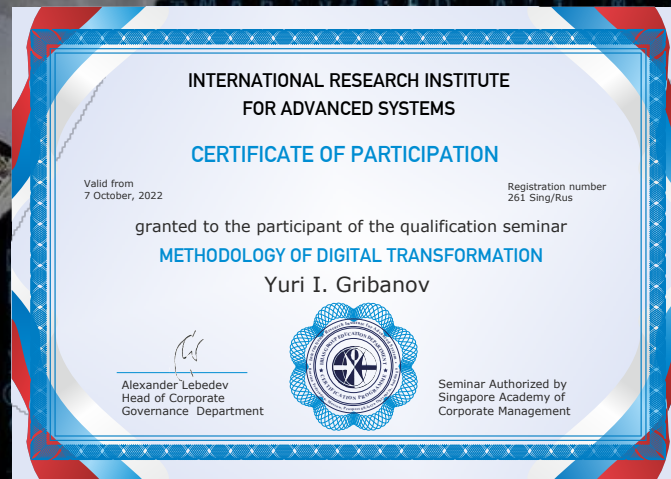 INTERNATIONAL RESEARCH INSTITUTE
FOR ADVANCED SYSTEMS
CERTIFICATE OF PARTICIPATION
Valid from
7 October, 2022
Registration number
261 Sing/Rus
granted to the participant of the qualification seminar
METHODOLOGY OF DIGITAL TRANSFORMATION
Yuri I. Gribanov
Alexander Lebedev
Head of Corporate
Governance Department
CERTIFICATION PROGRAMME
Seminar Authorized by
Singapore Academy of
Corporate Management